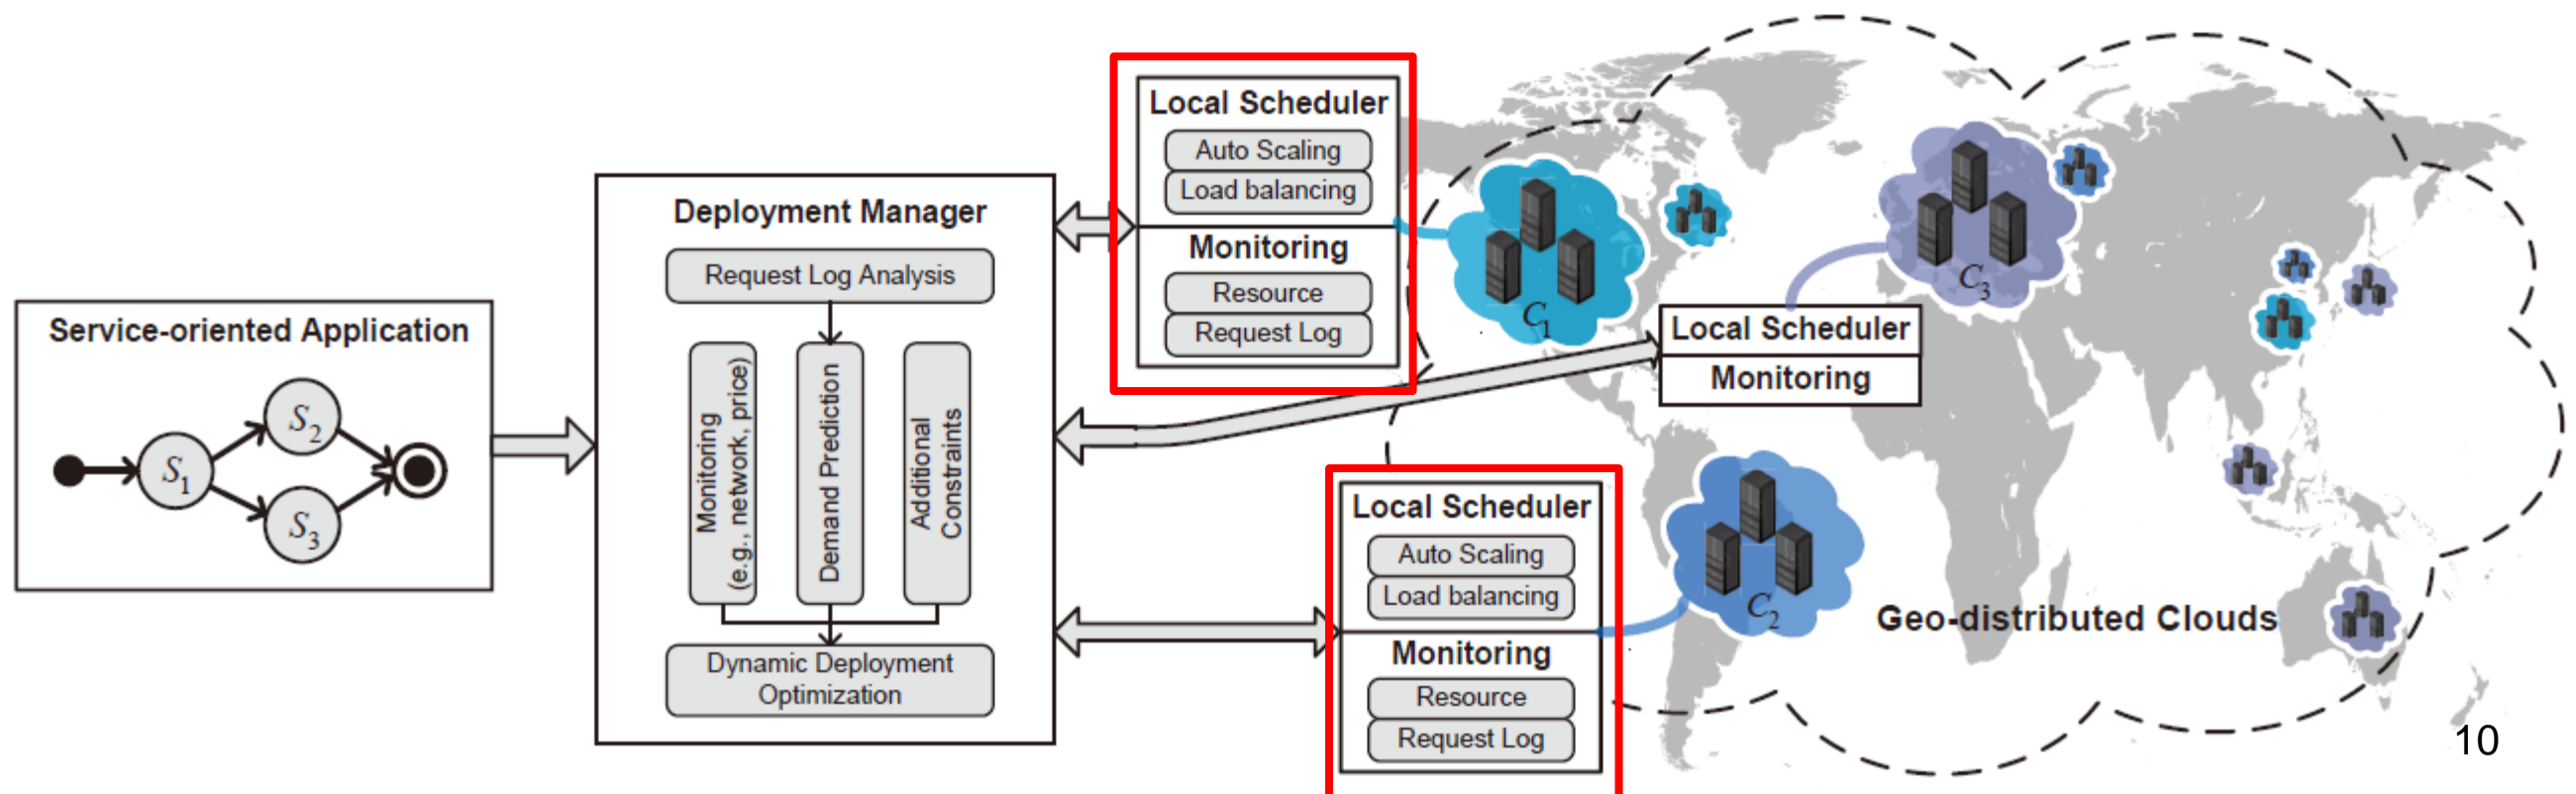 Service-oriented Application
S1
S2
S3
Deployment Manager
Request Log Analysis
Monitoring
(e.g., network, price)
Demand Prediction
Additional
Constraints
Dynamic Deployment
Optimization
Local Scheduler
Auto Scaling
Load balancing
Monitoring
Resource
Request Log
C1
C3
Local Scheduler
Monitoring
Local Scheduler
Auto Scaling
Load balancing
Monitoring
Resource
Request Log
C2
Geo-distributed Clouds
10